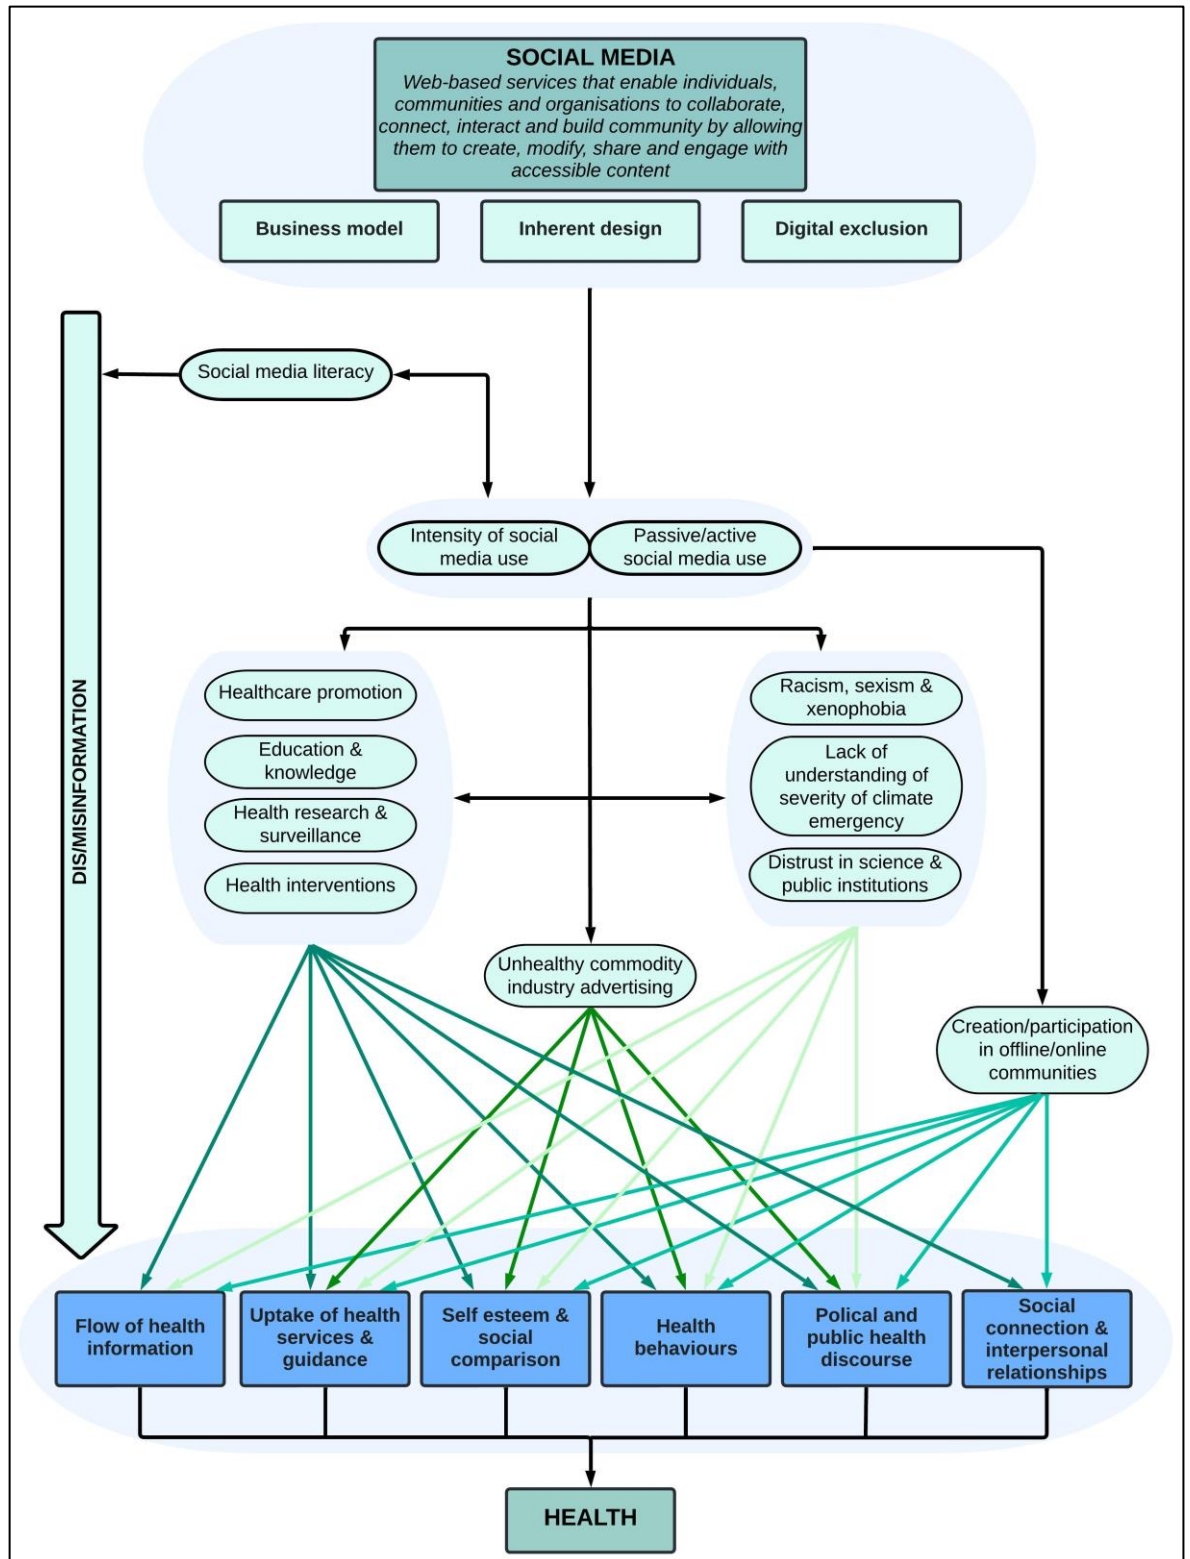 SOCIAL MEDIA
Web-based services that enable individuals,
communities and organisations to collaborate,
connect, interact and build community by allowing
them to create, modify, share and engage with
accessible content
Business model
Inherent design
Digital exclusion
Social media literacy
DIS/MISINFORMATION
Intensity of social
media use
Passive/active
social media use
Healthcare promotion
Education &
knowledge
Health research &
surveillance
Health interventions
Racism, sexism &
xenophobia
Lack of
understanding of
severity of climate
emergency
Distrust in science &
public institutions
Unhealthy commodity
industry advertising
Creation/participation
in offline/online
communities
Flow of health
information
Uptake of health
services &
guidance
Self esteem &
social
comparison
Health
behaviours
Polical and
public health
discourse
Social
connection &
interpersonal
relationships
HEALTH